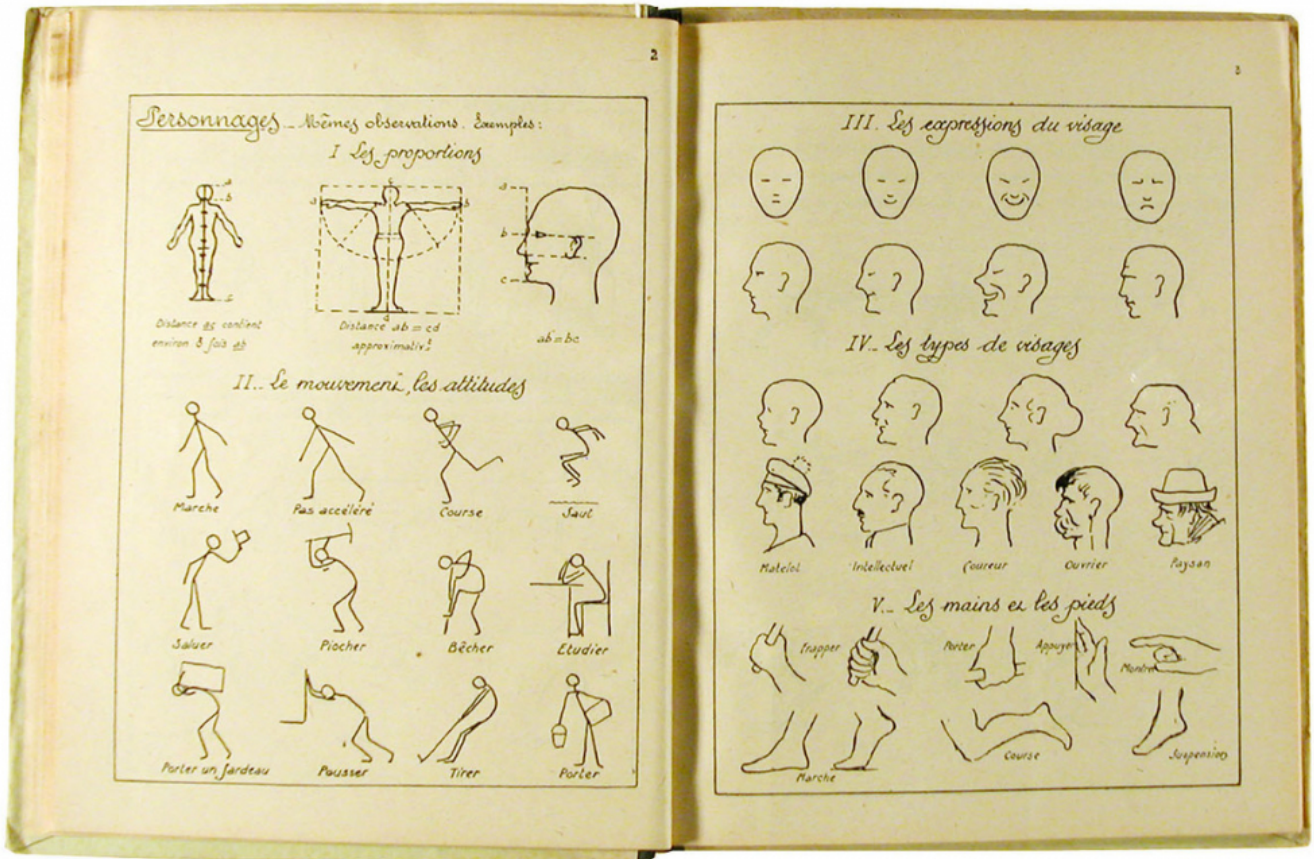 2
Personnages _ Mêmes observations. Exemples:
I Les proportions
a
b
c
Distance ac contient
environ 8 fois ab
c
a
b
d
Distance ab = cd
approximativt
a
b
c
ab = bc
II_ Le mouvement, les attitudes
Marche
Pas accéléré
Course
Saut
Saluer
Piocher
Bêcher
Etudier
Porter un fardeau
Pousser
Tirer
Porter
3
III. Les expressions du visage
IV_ Les types de visages
Matelot
Intellectuel
Coureur
Ouvrier
Paysan
V_ Les mains et les pieds
Frapper
Porter
Appuyer
Montrer
Marche
Course
Suspension